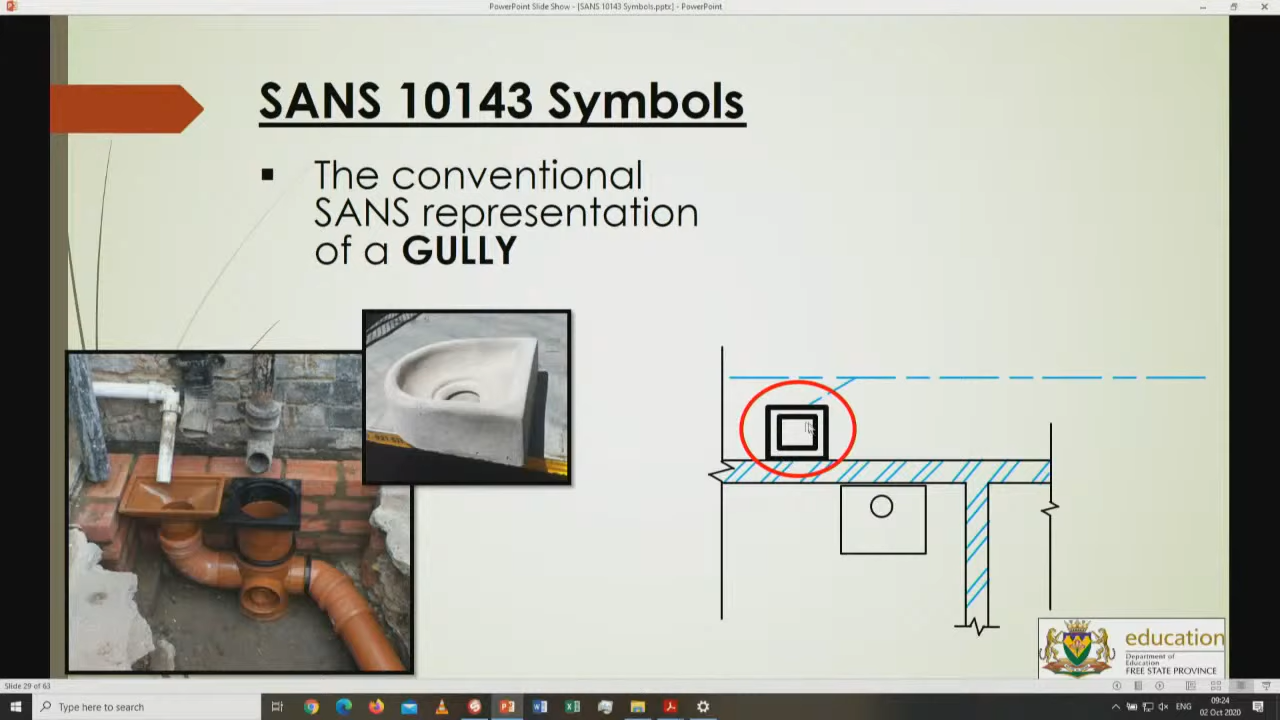 PowerPoint Slide Show - [SANS 10143 Symbols.pptx] - PowerPoint
SANS 10143 Symbols
The conventional
SANS representation
of a GULLY
education
Department of
Education
FREE STATE PROVINCE
Slide 29 of 63
Type here to search
ENG
09:24
02 Oct 2020